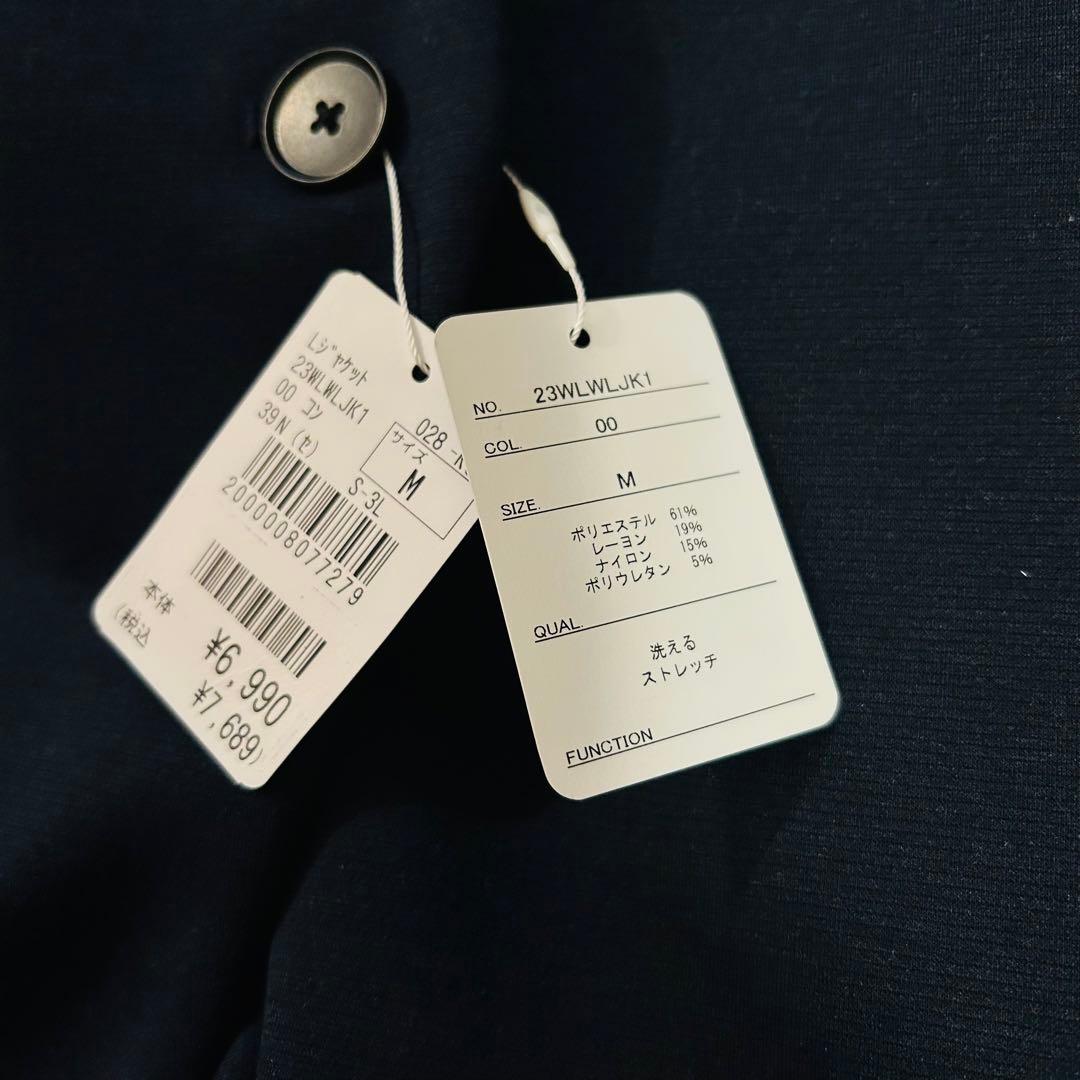 Lジャケット
23WLWLJK1
00 コン
39N(セ)
028
サイズ
M
S-3L
2000008077279
本体 ¥6,990
(税込 ¥7,689)
NO. 23WLWLJK1
COL. 00
SIZE. M
ポリエステル 61%
レーヨン 19%
ナイロン 15%
ポリウレタン 5%
QUAL.
洗える
ストレッチ
FUNCTION